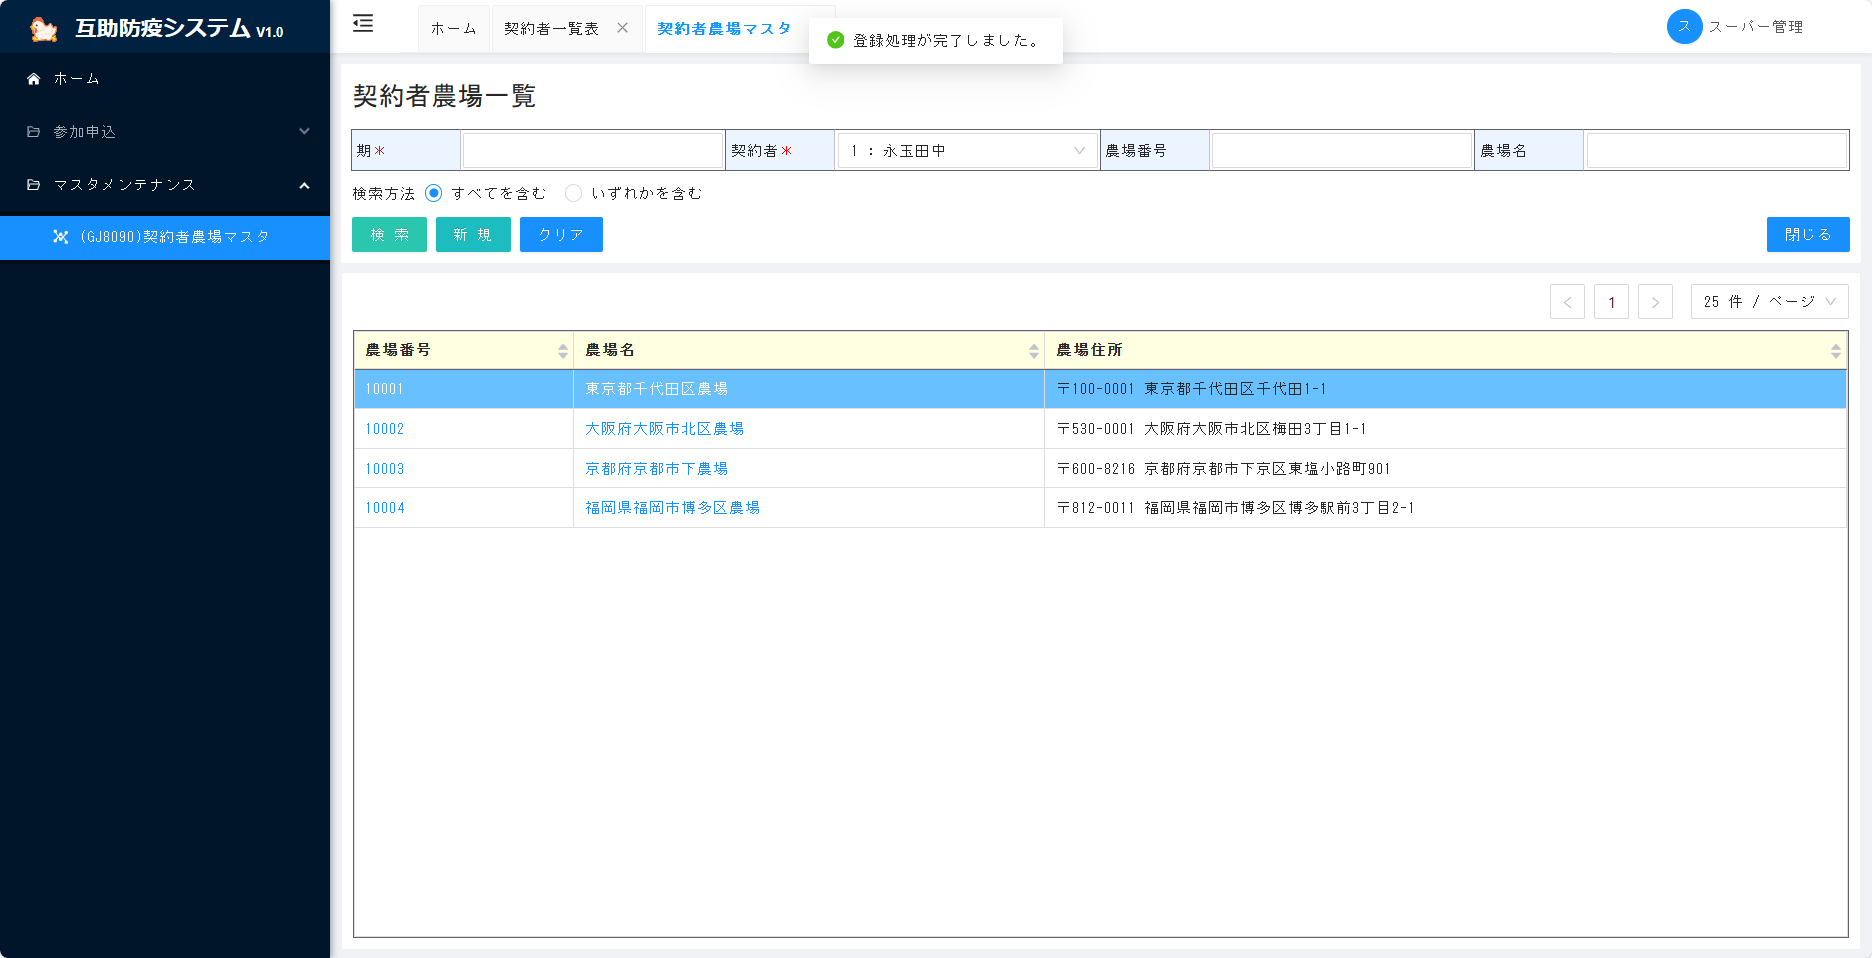 互助防疫システム V1.0
ホーム
参加申込
マスタメンテナンス
(GJ8090)契約者農場マスタ
ホーム
契約者一覧表
契約者農場マスタ
登録処理が完了しました。
ス スーパー管理
契約者農場一覧
期* 契約者* 1 : 永玉田中 農場番号 農場名
検索方法 すべてを含む いずれかを含む
検 索 新 規 クリア 閉じる
< 1 > 25 件 / ページ
農場番号 農場名 農場住所
10001 東京都千代田区農場 〒100-0001 東京都千代田区千代田1-1
10002 大阪府大阪市北区農場 〒530-0001 大阪府大阪市北区梅田3丁目1-1
10003 京都府京都市下農場 〒600-8216 京都府京都市下京区東塩小路町901
10004 福岡県福岡市博多区農場 〒812-0011 福岡県福岡市博多区博多駅前3丁目2-1